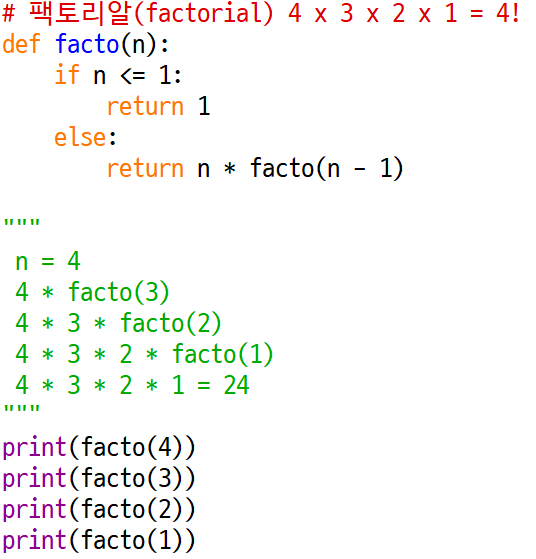 # 팩토리알(factorial) 4 x 3 x 2 x 1 = 4!
def facto(n):
    if n <= 1:
        return 1
    else:
        return n * facto(n - 1)

"""
 n = 4
 4 * facto(3)
 4 * 3 * facto(2)
 4 * 3 * 2 * facto(1)
 4 * 3 * 2 * 1 = 24
"""
print(facto(4))
print(facto(3))
print(facto(2))
print(facto(1))